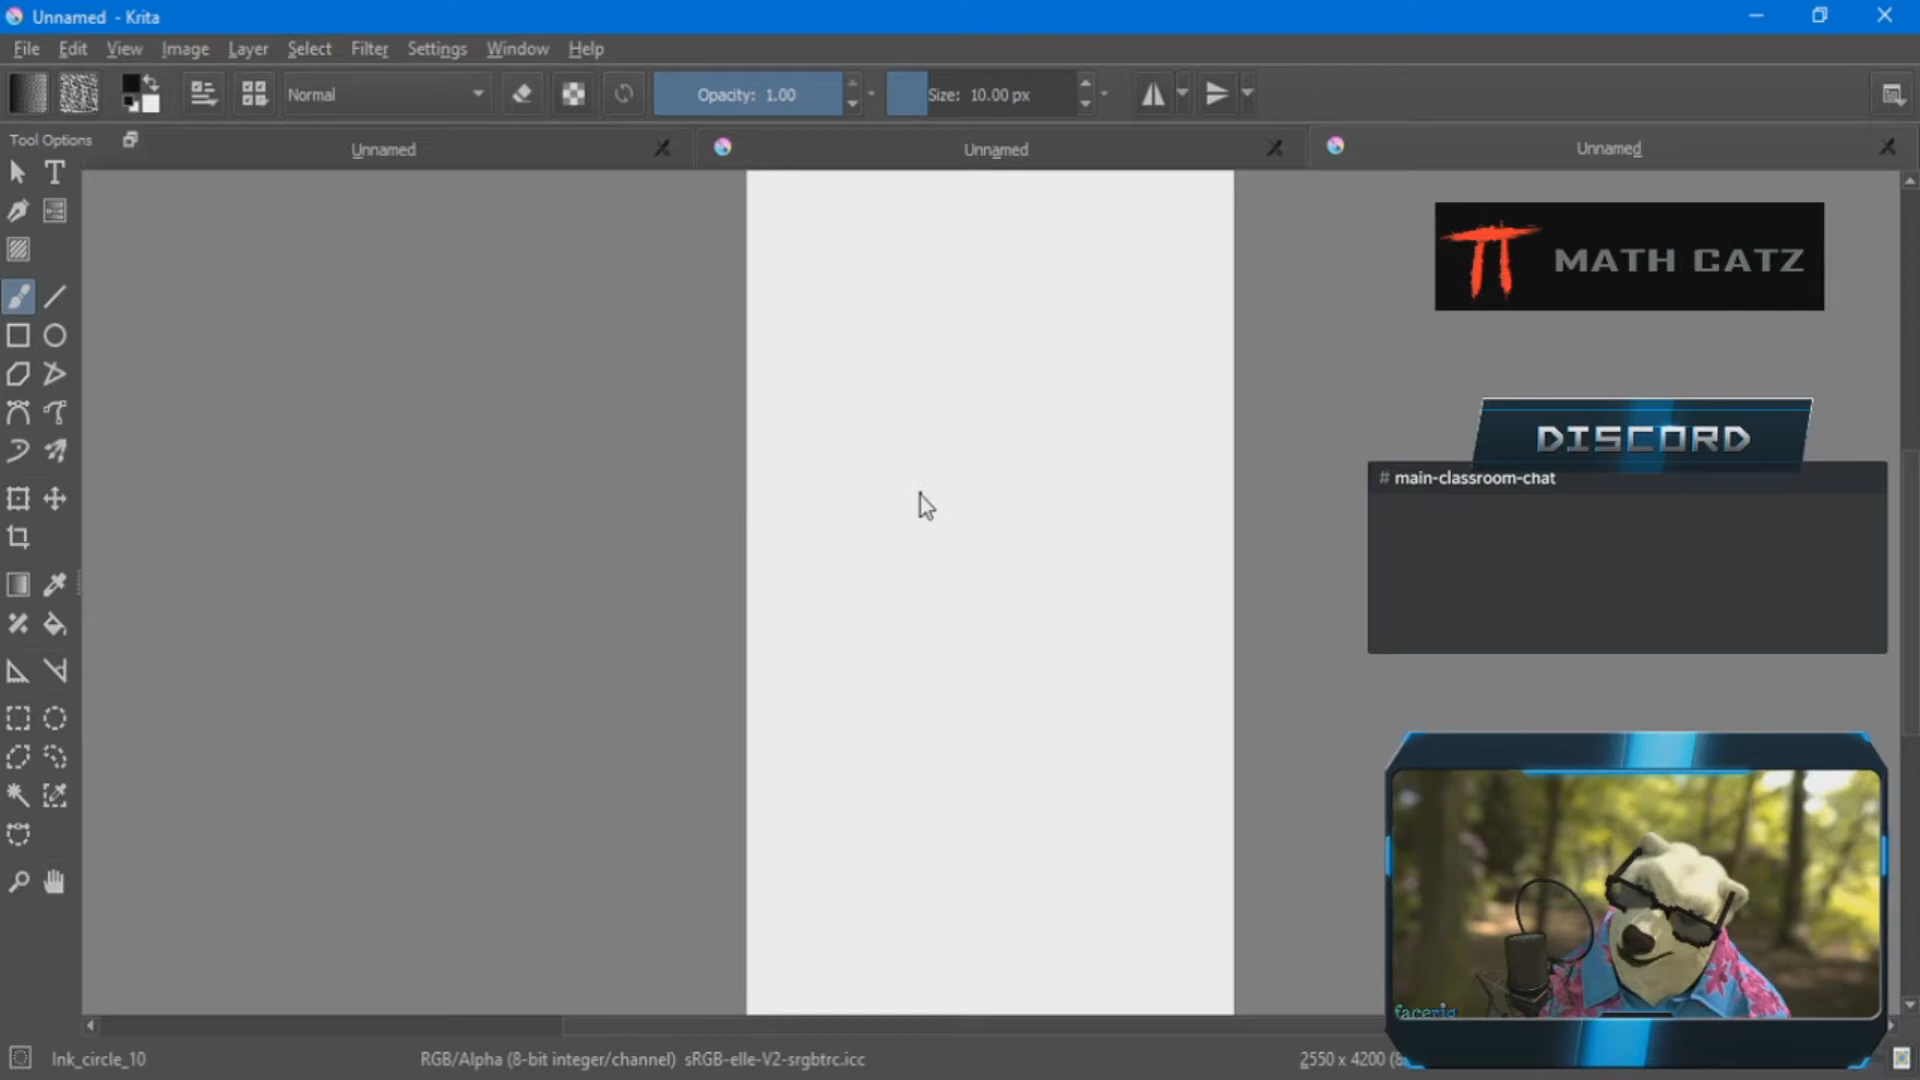 Unnamed - Krita
File Edit View Image Layer Select Filter Settings Window Help
Normal
Opacity: 1.00
Size: 10.00 px
Tool Options
Unnamed
Unnamed
Unnamed
MATH CATZ
DISCORD
# main-classroom-chat
facerig
Ink_circle_10
RGB/Alpha (8-bit integer/channel) sRGB-elle-V2-srgbtrc.icc
2550 x 4200